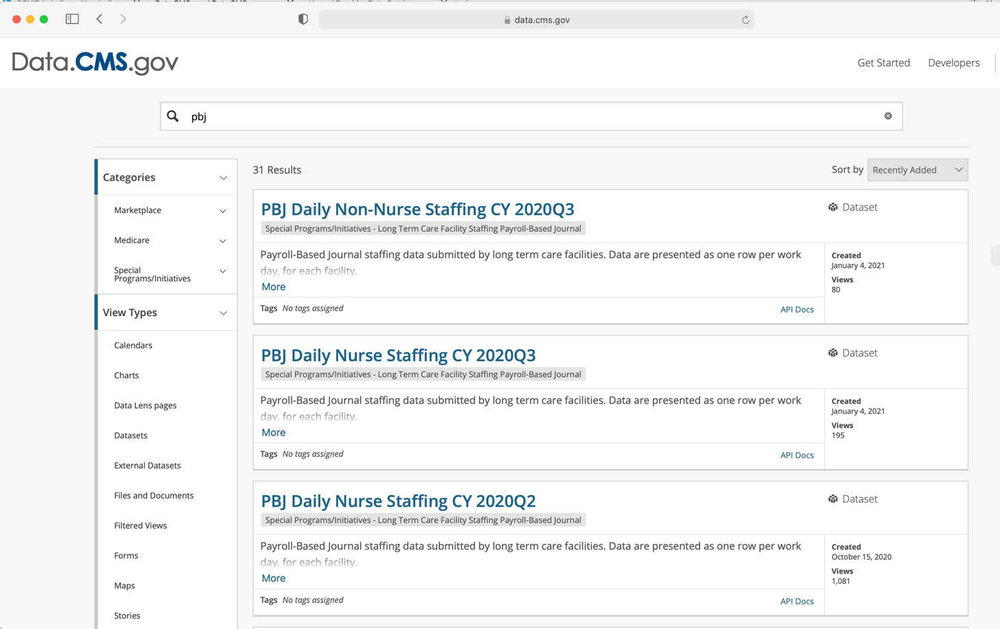 data.cms.gov
Data.CMS.gov
Get Started
Developers
pbj
Categories
Marketplace
Medicare
Special
Programs/Initiatives
View Types
Calendars
Charts
Data Lens pages
Datasets
External Datasets
Files and Documents
Filtered Views
Forms
Maps
Stories
31 Results
Sort by
Recently Added
PBJ Daily Non-Nurse Staffing CY 2020Q3
Dataset
Special Programs/Initiatives - Long Term Care Facility Staffing Payroll-Based Journal
Payroll-Based Journal staffing data submitted by long term care facilities. Data are presented as one row per work
day, for each facility.
More
Created
January 4, 2021
Views
80
Tags No tags assigned
API Docs
PBJ Daily Nurse Staffing CY 2020Q3
Dataset
Special Programs/Initiatives - Long Term Care Facility Staffing Payroll-Based Journal
Payroll-Based Journal staffing data submitted by long term care facilities. Data are presented as one row per work
day, for each facility.
More
Created
January 4, 2021
Views
195
Tags No tags assigned
API Docs
PBJ Daily Nurse Staffing CY 2020Q2
Dataset
Special Programs/Initiatives - Long Term Care Facility Staffing Payroll-Based Journal
Payroll-Based Journal staffing data submitted by long term care facilities. Data are presented as one row per work
day, for each facility.
More
Created
October 15, 2020
Views
1,081
Tags No tags assigned
API Docs